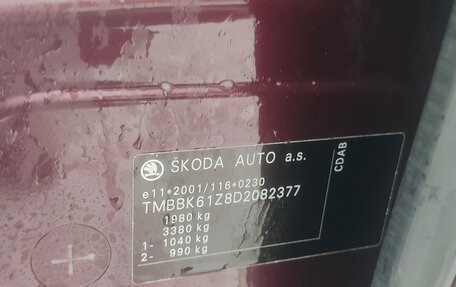 ŠKODA AUTO a.s.
e11*2001/116*0230
TMBBK61Z8D2082377
1980 kg
3380 kg
1- 1040 kg
2- 990 kg
CDAB